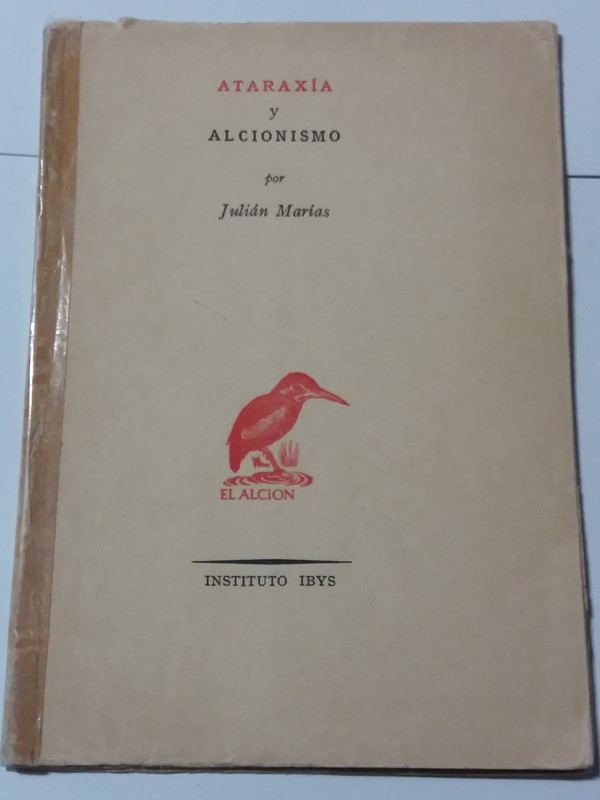 ATARAXÍA
y
ALCIONISMO
por
Julián Marías
EL ALCION
INSTITUTO IBYS